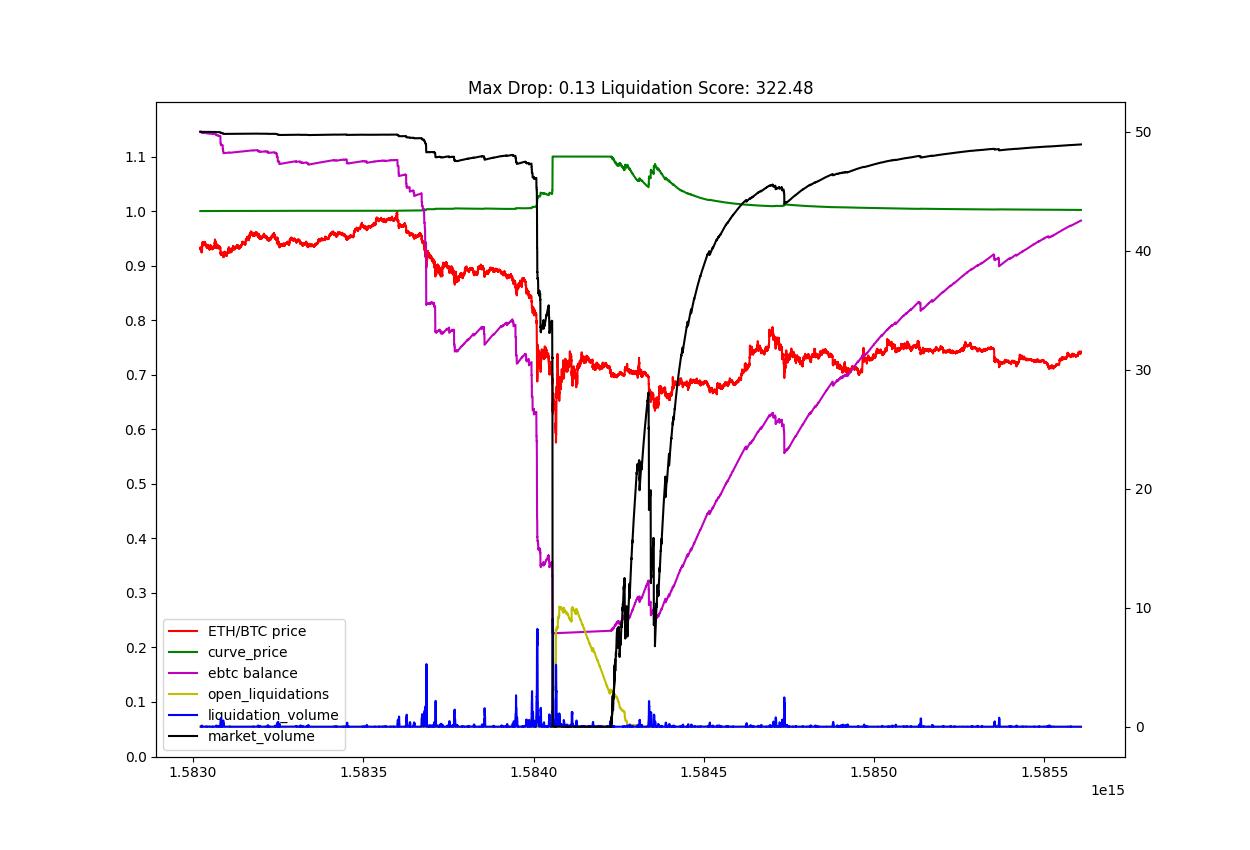 Max Drop: 0.13 Liquidation Score: 322.48
1.1
1.0
0.9
0.8
0.7
0.6
0.5
0.4
0.3
0.2
0.1
0.0
50
40
30
20
10
0
ETH/BTC price
curve_price
ebtc balance
open_liquidations
liquidation_volume
market_volume
1.5830 1.5835 1.5840 1.5845 1.5850 1.5855
1e15